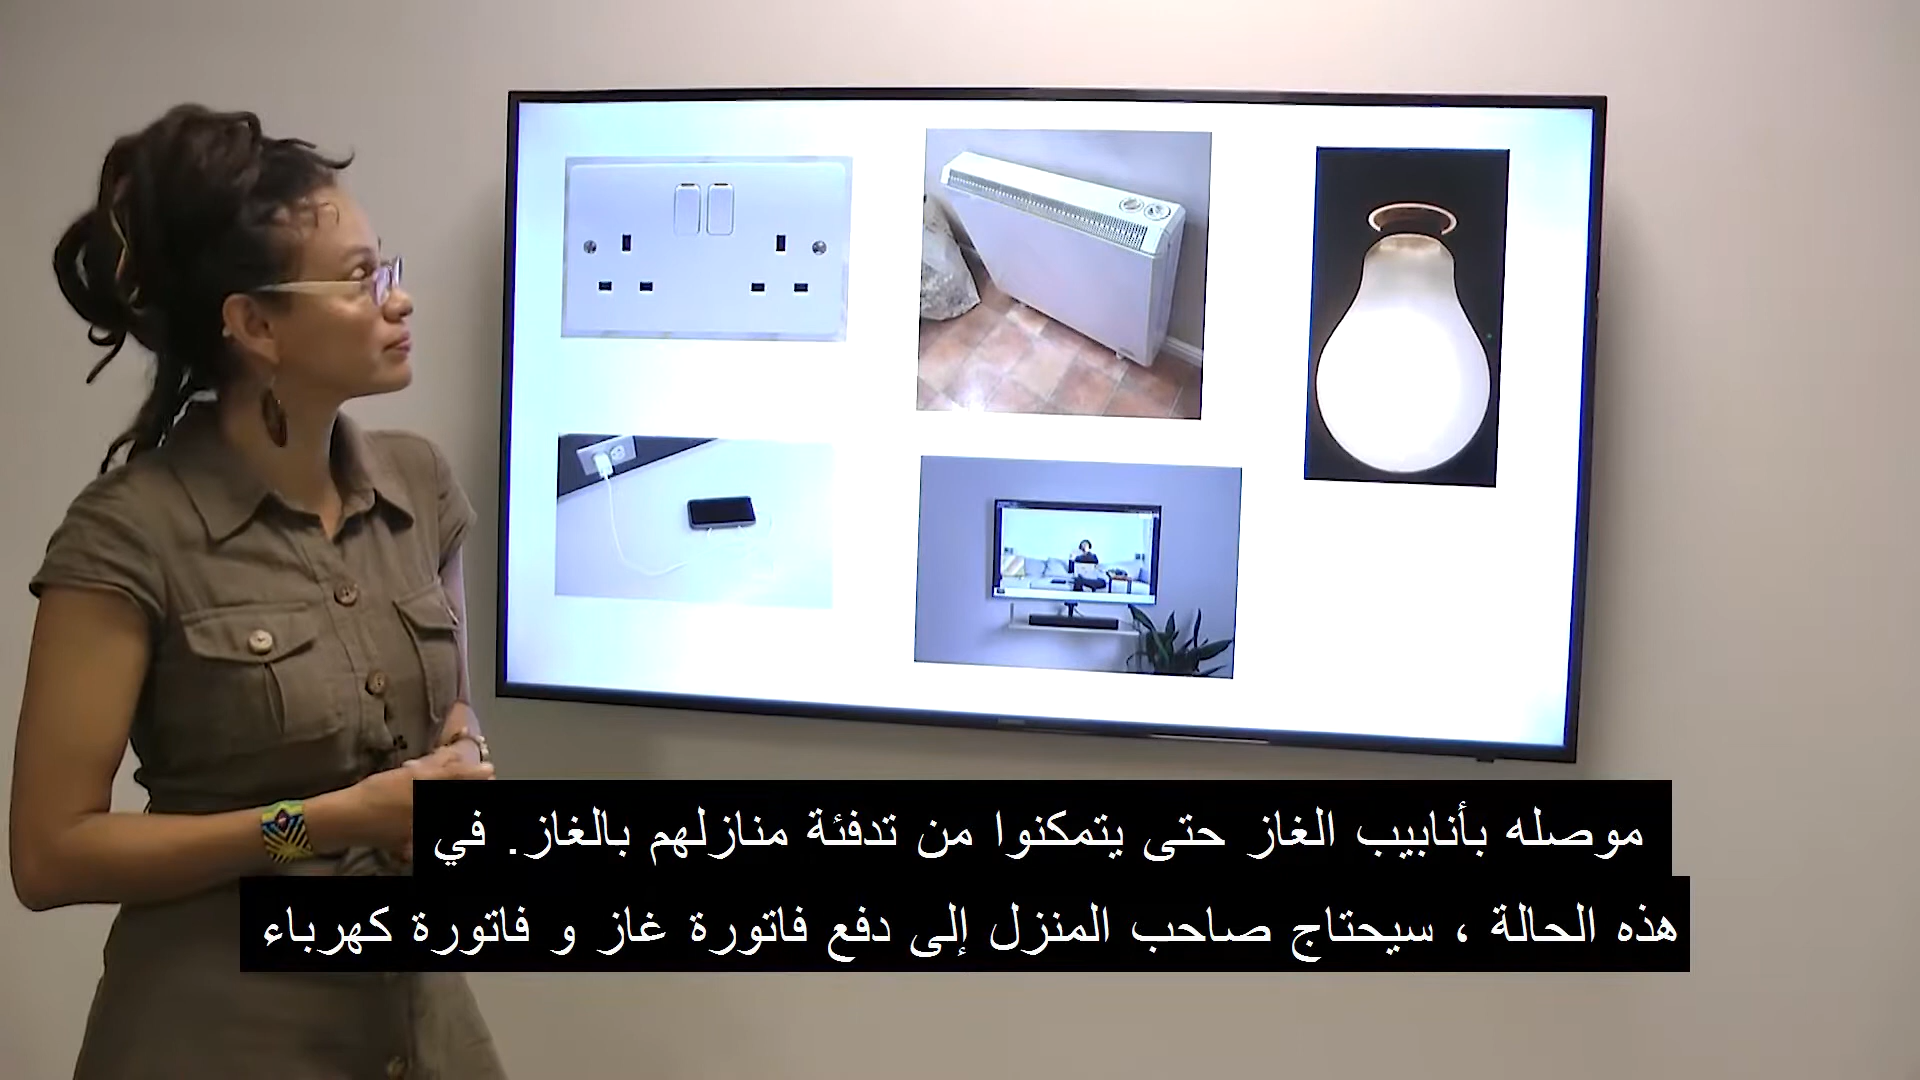 موصله بأنابيب الغاز حتى يتمكنوا من تدفئة منازلهم بالغاز. في
هذه الحالة ، سيحتاج صاحب المنزل إلى دفع فاتورة غاز و فاتورة كهرباء